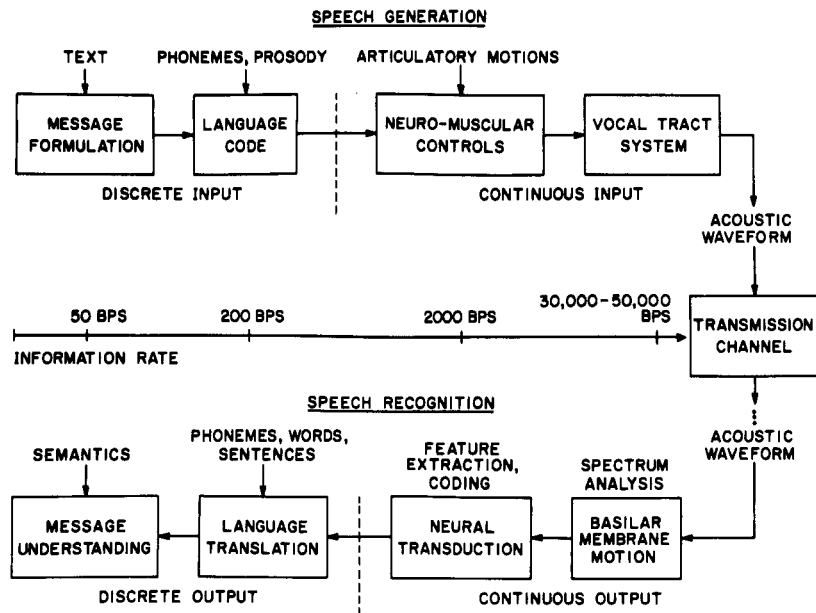 SPEECH GENERATION
TEXT
PHONEMES, PROSODY
ARTICULATORY MOTIONS
MESSAGE
FORMULATION
LANGUAGE
CODE
NEURO-MUSCULAR
CONTROLS
VOCAL TRACT
SYSTEM
DISCRETE INPUT
CONTINUOUS INPUT
ACOUSTIC
WAVEFORM
50 BPS
200 BPS
2000 BPS
30,000-50,000
BPS
INFORMATION RATE
TRANSMISSION
CHANNEL
SPEECH RECOGNITION
SEMANTICS
PHONEMES, WORDS,
SENTENCES
FEATURE
EXTRACTION,
CODING
SPECTRUM
ANALYSIS
ACOUSTIC
WAVEFORM
MESSAGE
UNDERSTANDING
LANGUAGE
TRANSLATION
NEURAL
TRANSDUCTION
BASILAR
MEMBRANE
MOTION
DISCRETE OUTPUT
CONTINUOUS OUTPUT